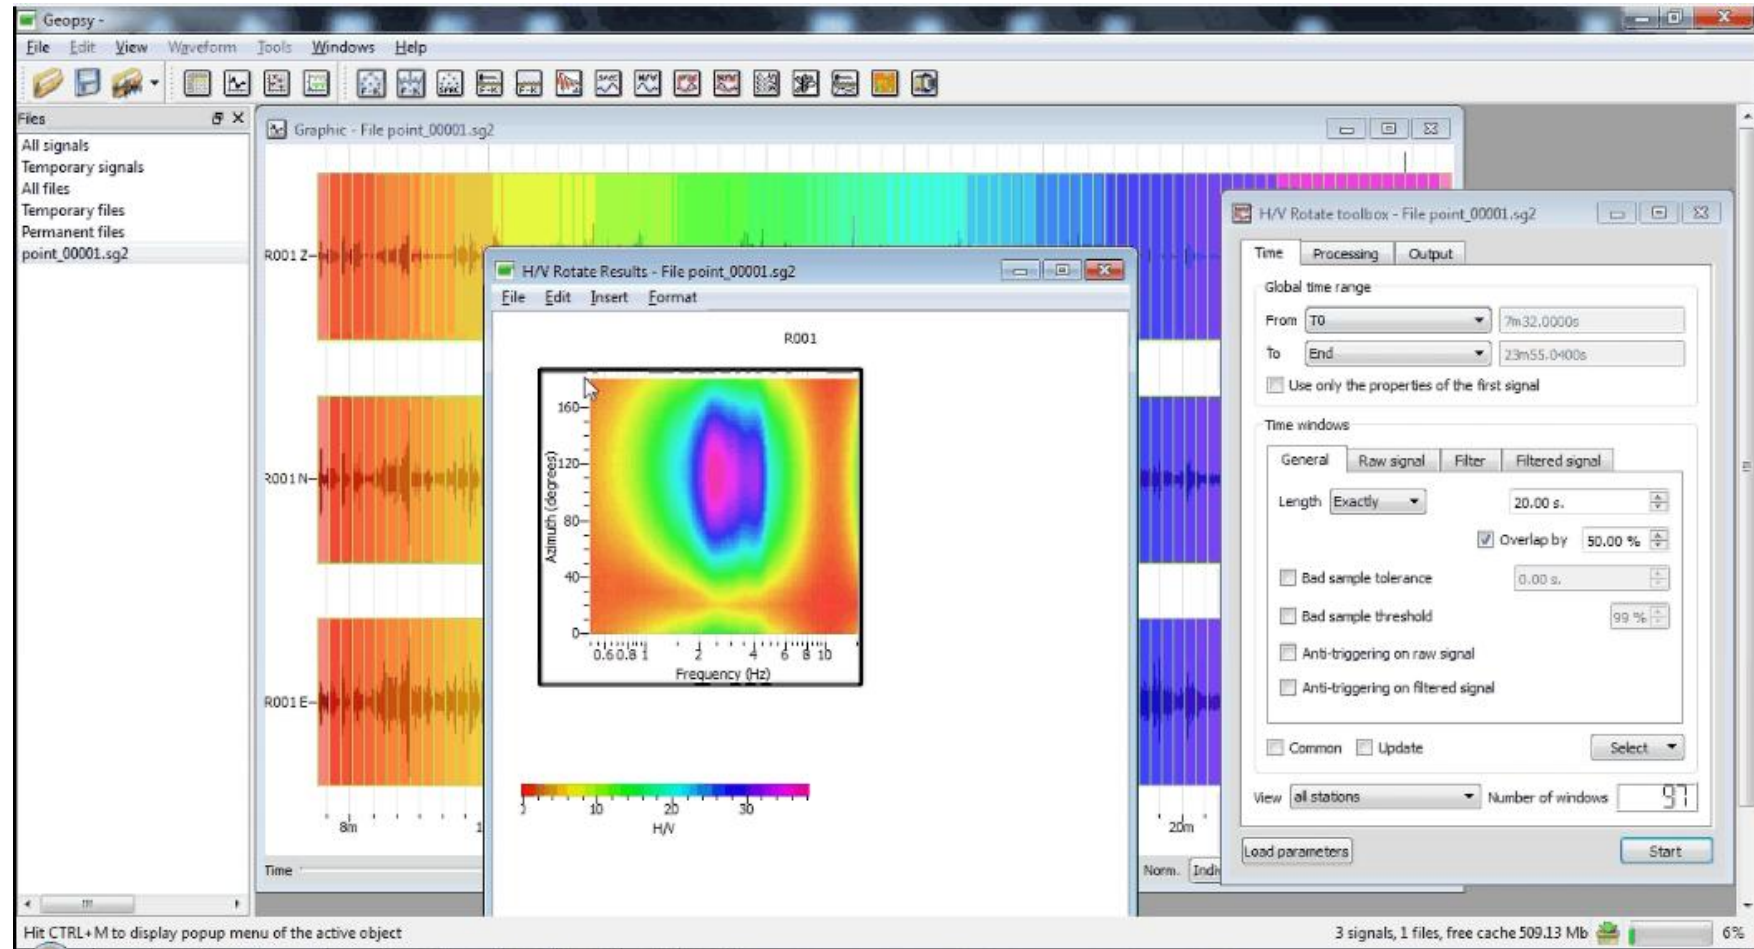 Geopsy -
File Edit View Waveform Tools Windows Help
Files
All signals
Temporary signals
All files
Temporary files
Permanent files
point_00001.sg2
Graphic - File point_00001.sg2
R001 Z
R001 N
R001 E
8m
20m
Time
Norm.
H/V Rotate Results - File point_00001.sg2
File Edit Insert Format
R001
160
120
80
40
0
Azimuth (degrees)
0.6 0.8 1 2 4 6 8 10
Frequency (Hz)
10 20 30
H/V
H/V Rotate toolbox - File point_00001.sg2
Time Processing Output
Global time range
From T0 7m32.0000s
To End 23m55.0400s
Use only the properties of the first signal
Time windows
General Raw signal Filter Filtered signal
Length Exactly 20.00 s.
Overlap by 50.00 %
Bad sample tolerance 0.00 s.
Bad sample threshold 99 %
Anti-triggering on raw signal
Anti-triggering on filtered signal
Common Update Select
View all stations Number of windows 97
Load parameters Start
Hit CTRL+M to display popup menu of the active object
3 signals, 1 files, free cache 509.13 Mb 6%